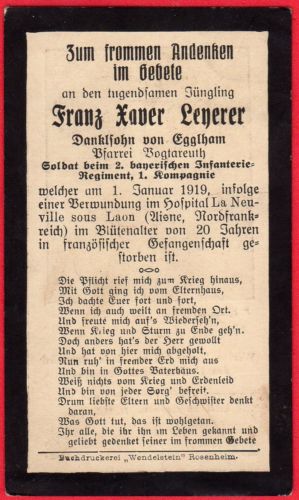 Zum frommen Andenken
im Gebete
an den tugendsamen Jüngling
Franz Xaver Leyerer
Danklsohn von Egglham
Pfarrei Vogtareuth
Soldat beim 2. bayerischen Infanterie-
Regiment, 1. Kompagnie
welcher am 1. Januar 1919, infolge
einer Verwundung im Hospital La Neu-
ville sous Laon (Aisne, Nordfrank-
reich) im Blütenalter von 20 Jahren
in französischer Gefangenschaft ge-
storben ist.
Die Pflicht rief mich zum Krieg hinaus,
Mit Gott ging ich vom Elternhaus,
Ich dachte Euer fort und fort,
Wenn ich auch weilt an fremden Ort.
Und freute mich auf's Wiederseh'n,
Wenn Krieg und Sturm zu Ende geh'n.
Doch anders hat's der Herr gewollt
Und hat von hier mich abgeholt,
Nun ruh' in fremder Erd mich aus
Und bin in Gottes Vaterhaus.
Weiß nichts vom Krieg und Erdenleid
Und bin von jeder Sorg' befreit.
Drum liebste Eltern und Geschwister denkt
daran,
Was Gott tut, das ist wohlgetan.
Ihr alle, die ihr im Leben mich gekannt
und geliebt gedenket seiner im frommen Gebete
Buchdruckerei „Wendelstein" Rosenheim.